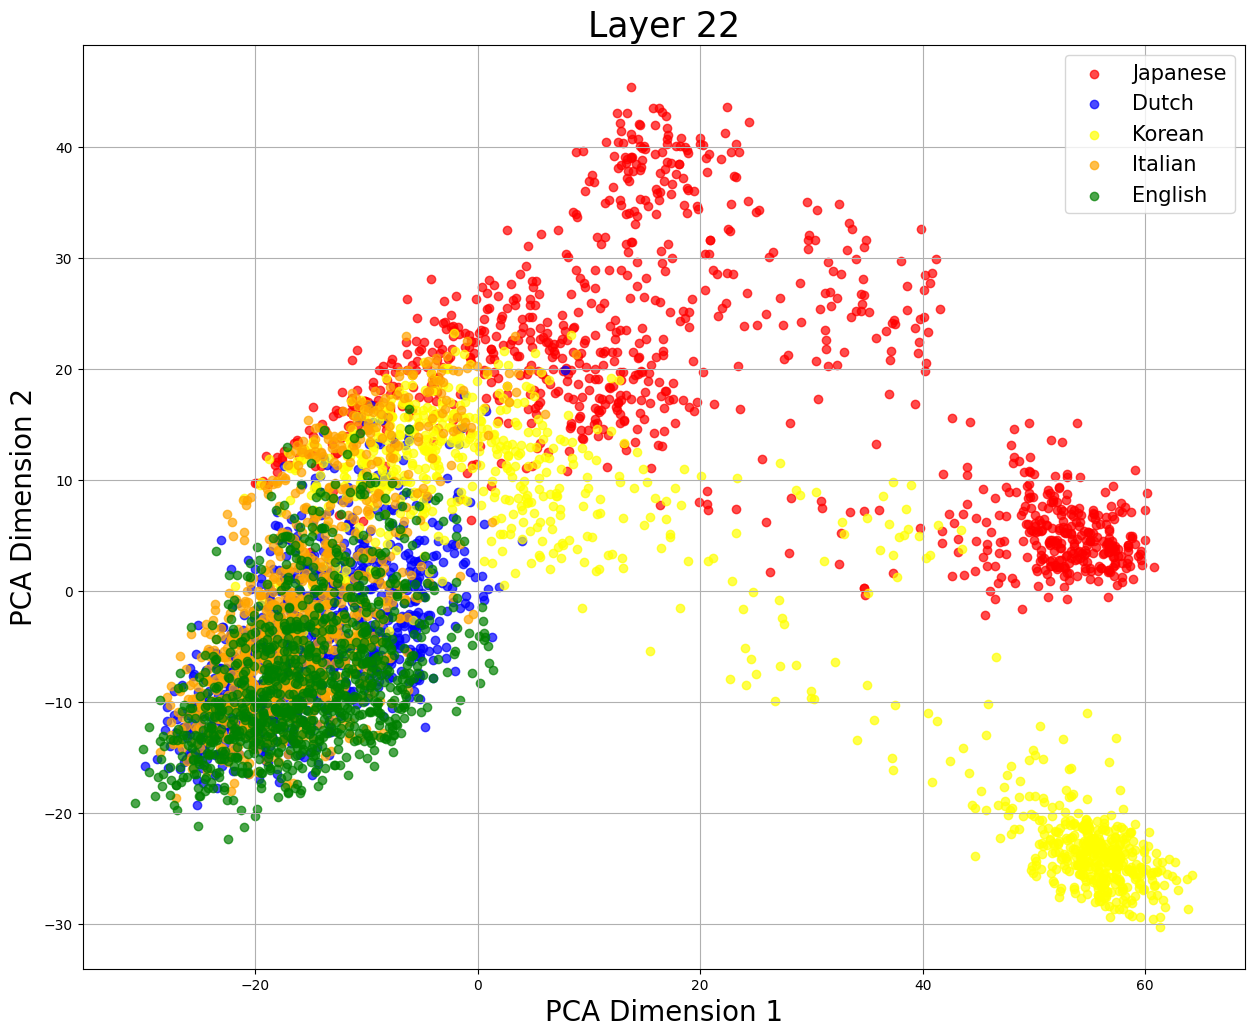 Layer 22
Japanese
Dutch
Korean
Italian
English
40
30
20
10
0
−10
−20
−30
PCA Dimension 2
−20
0
20
40
60
PCA Dimension 1